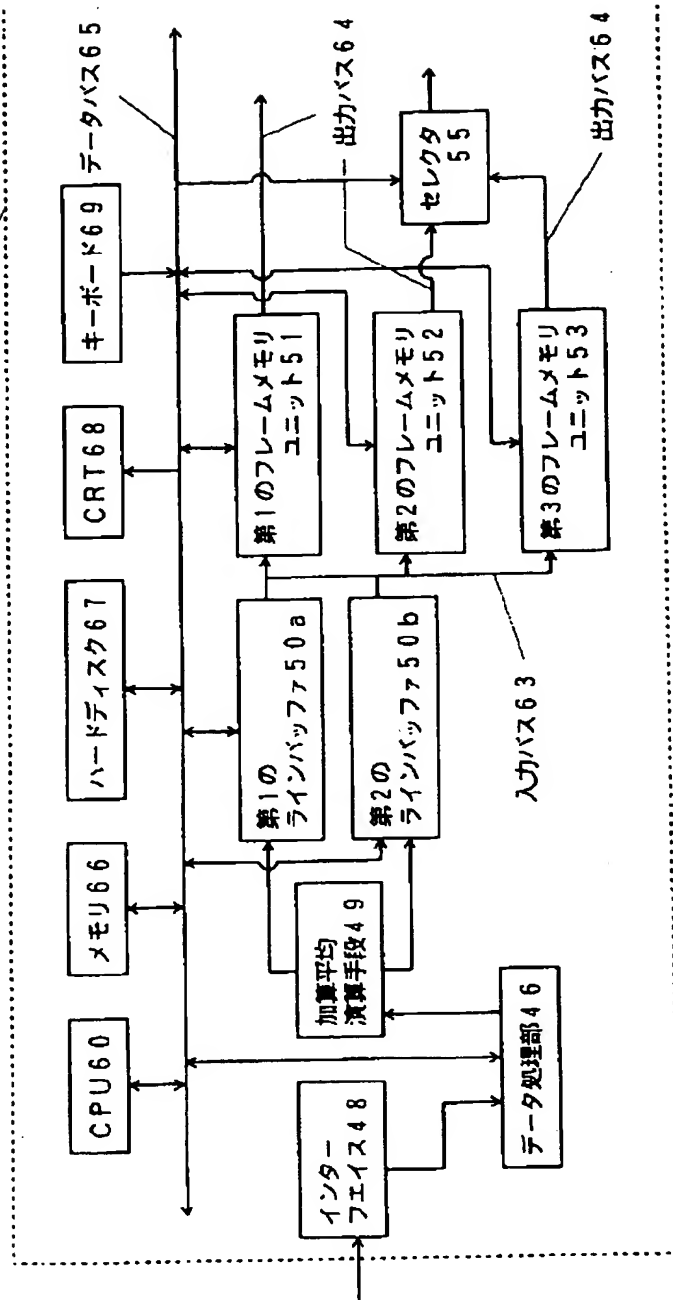 CPU60
メモリ66
ハードディスク67
CRT68
キーボード69
データバス65
インター
フェイス48
データ処理部46
加算平均
演算手段49
第1の
ラインバッファ50a
第2の
ラインバッファ50b
入力バス63
第1のフレームメモリ
ユニット51
第2のフレームメモリ
ユニット52
第3のフレームメモリ
ユニット53
セレクタ
55
出力バス64
出力バス64